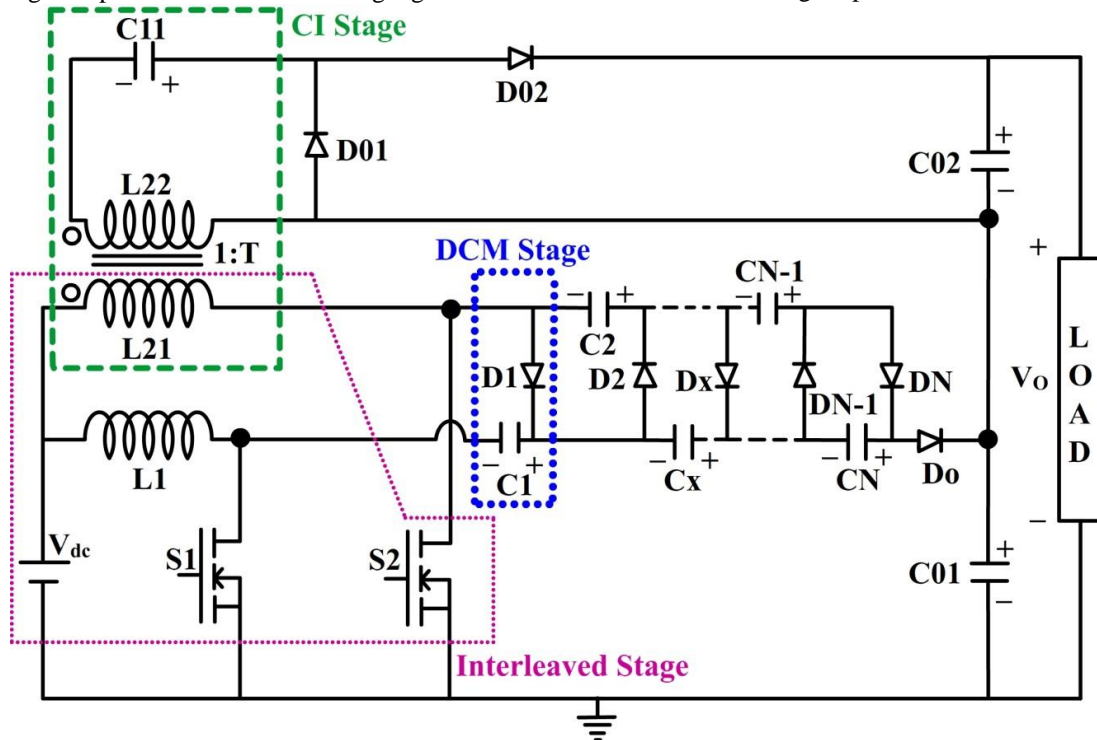 CI Stage
C11
− +
D02
D01
+
C02
−
L22
1:T
DCM Stage
CN-1
− +
− +
C2
L21
D1
D2
Dx
DN-1
DN
+
VO
−
LOAD
− +
C1
− +
Cx
− +
CN
Do
L1
Vdc
S1
S2
+
C01
−
Interleaved Stage